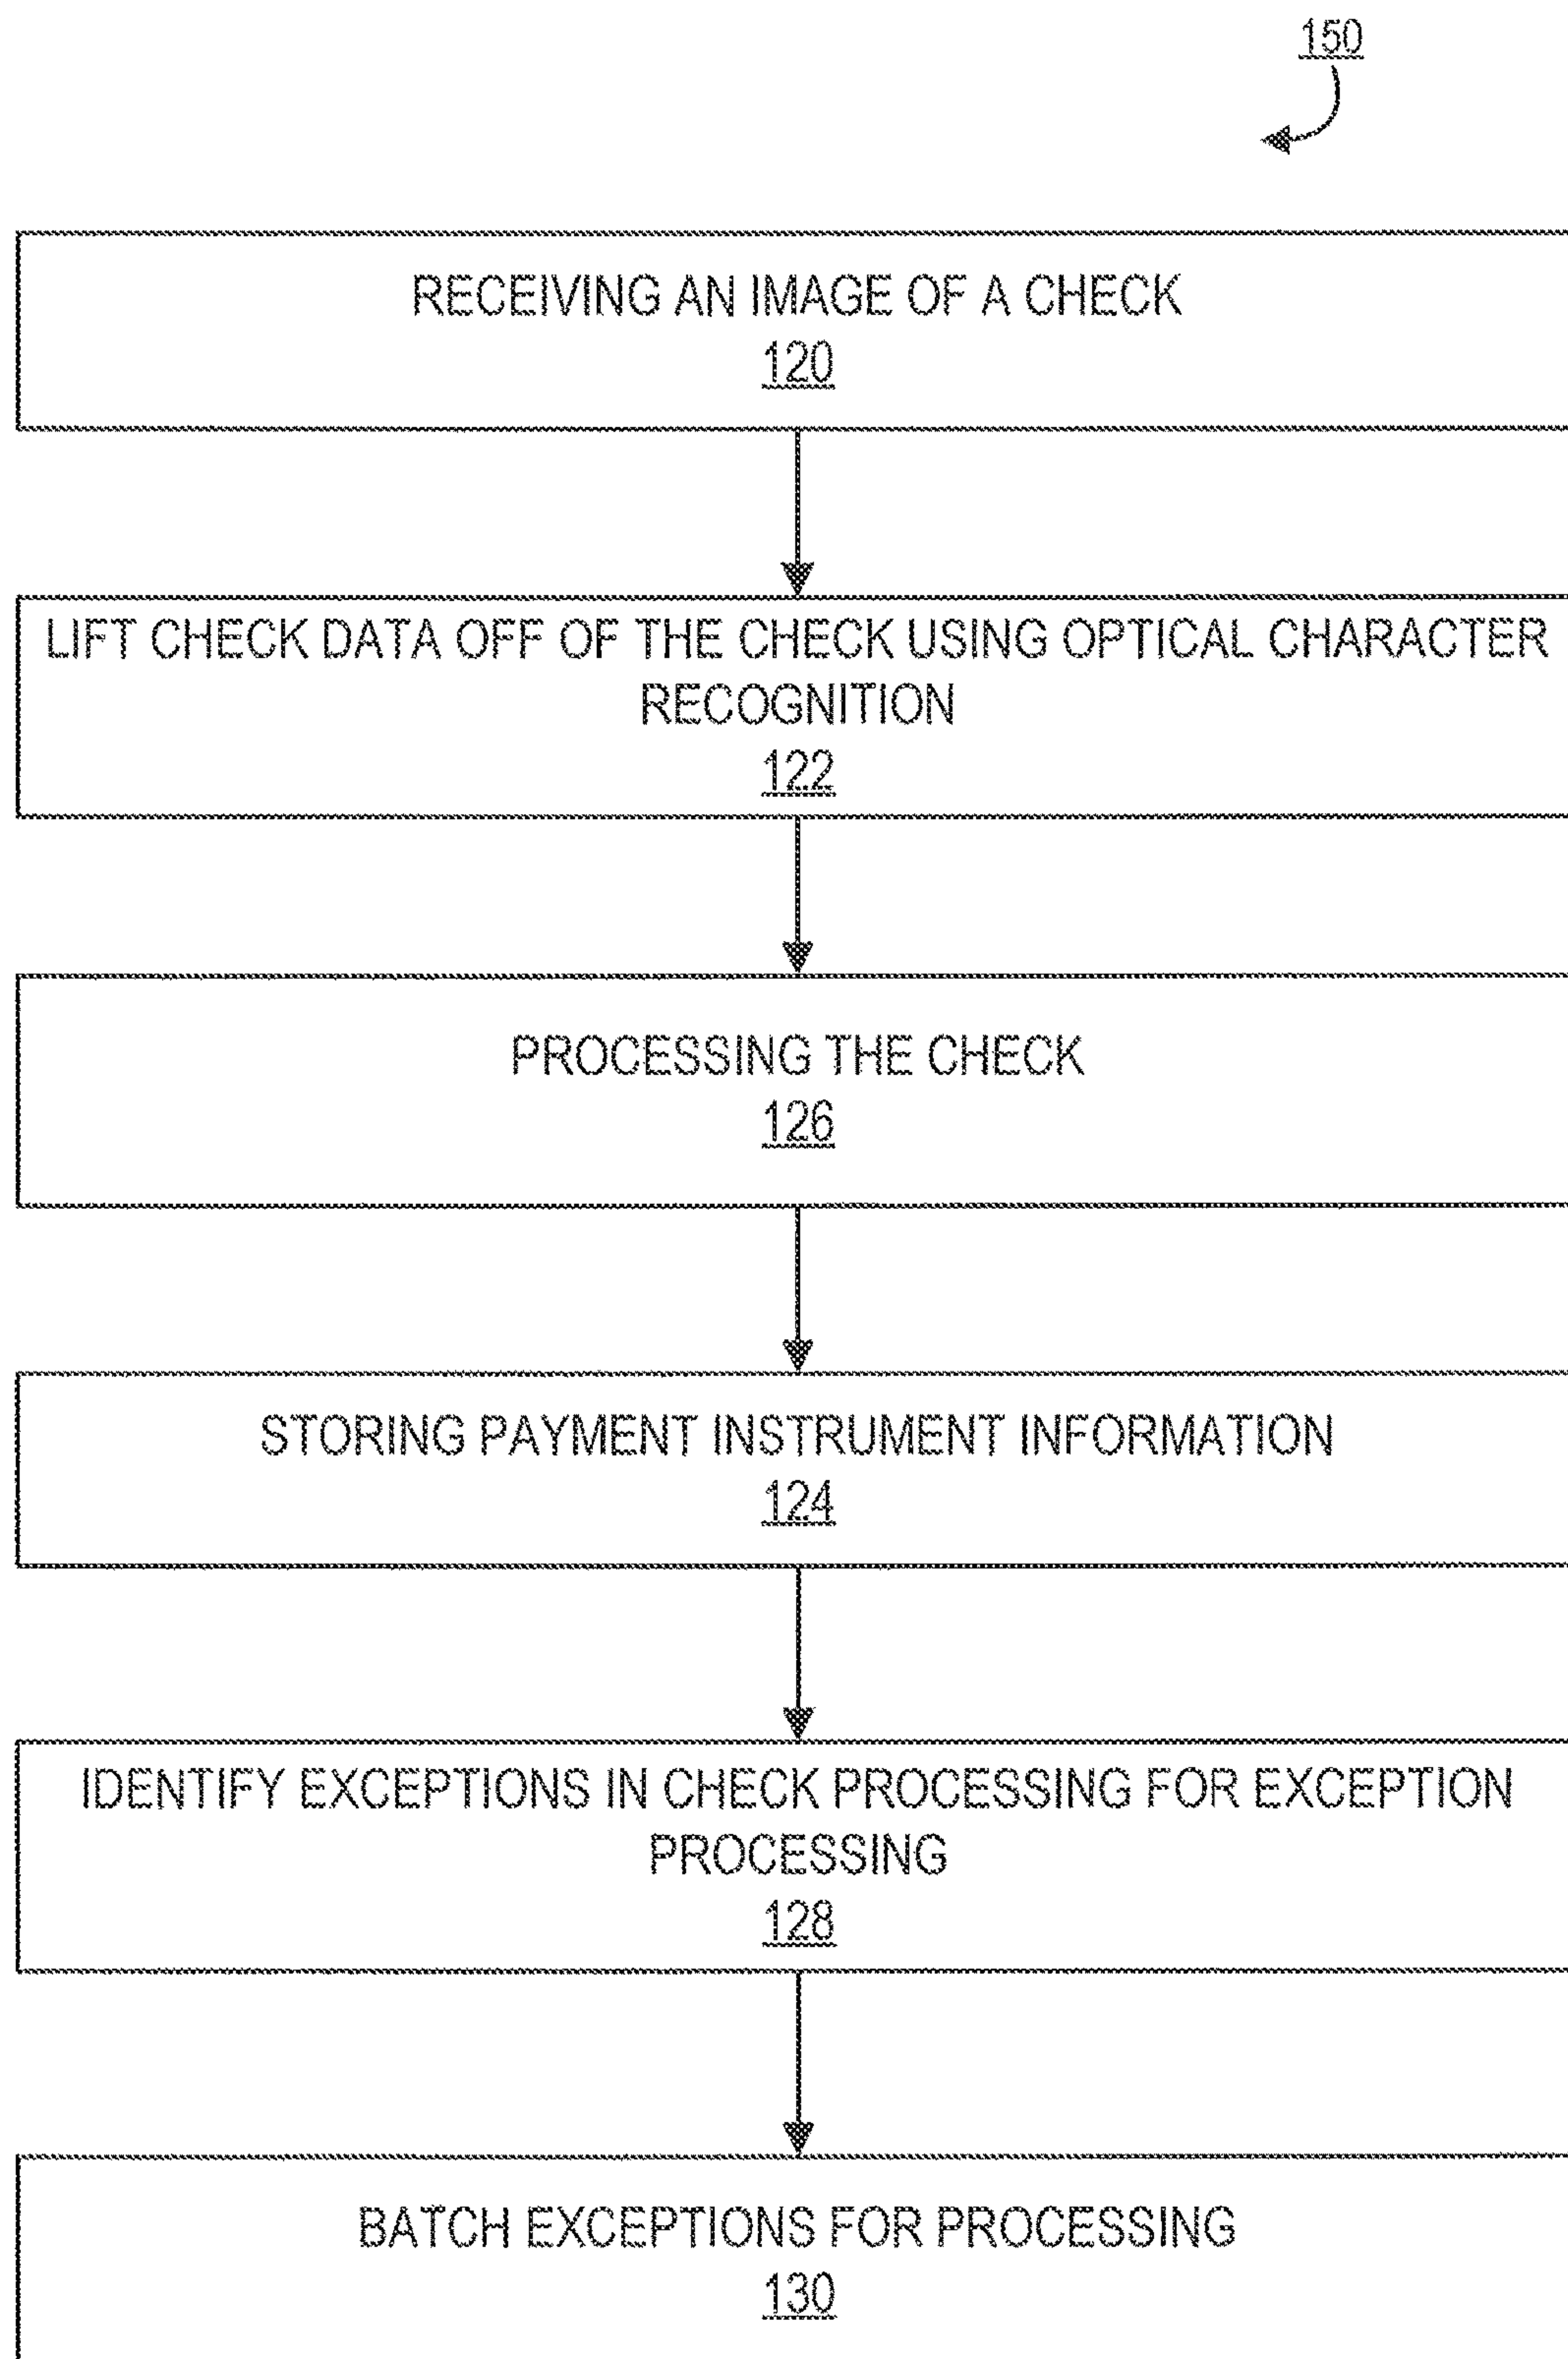 150
RECEIVING AN IMAGE OF A CHECK
120
LIFT CHECK DATA OFF OF THE CHECK USING OPTICAL CHARACTER
RECOGNITION
122
PROCESSING THE CHECK
126
STORING PAYMENT INSTRUMENT INFORMATION
124
IDENTIFY EXCEPTIONS IN CHECK PROCESSING FOR EXCEPTION
PROCESSING
128
BATCH EXCEPTIONS FOR PROCESSING
130